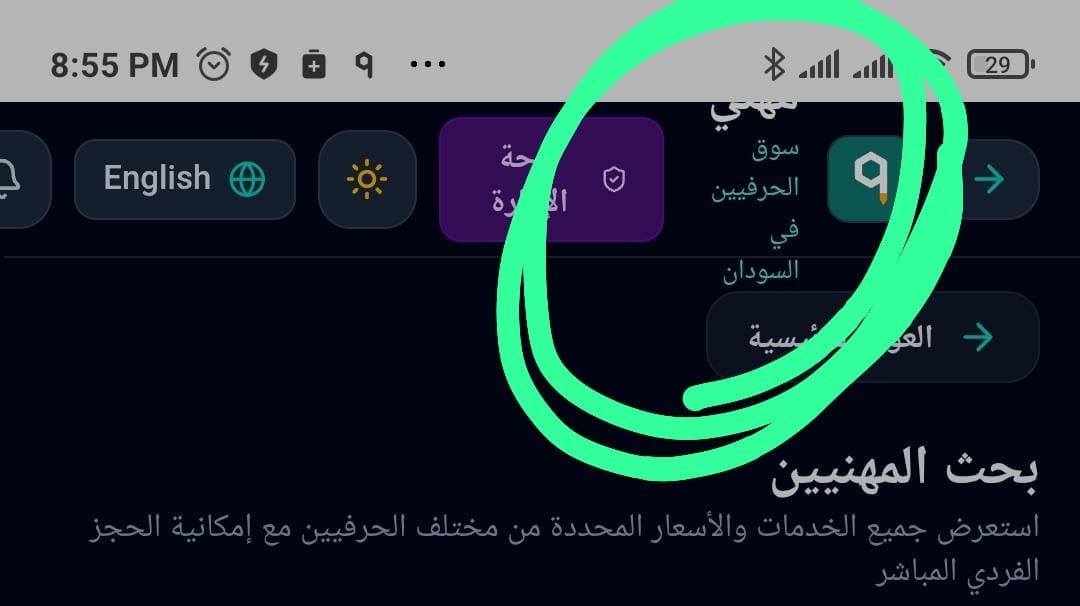 8:55 PM
29
مهني
سوق
الحرفيين
في
السودان
English
بحث المهنيين
استعرض جميع الخدمات والأسعار المحددة من مختلف الحرفيين مع إمكانية الحجز
الفردي المباشر